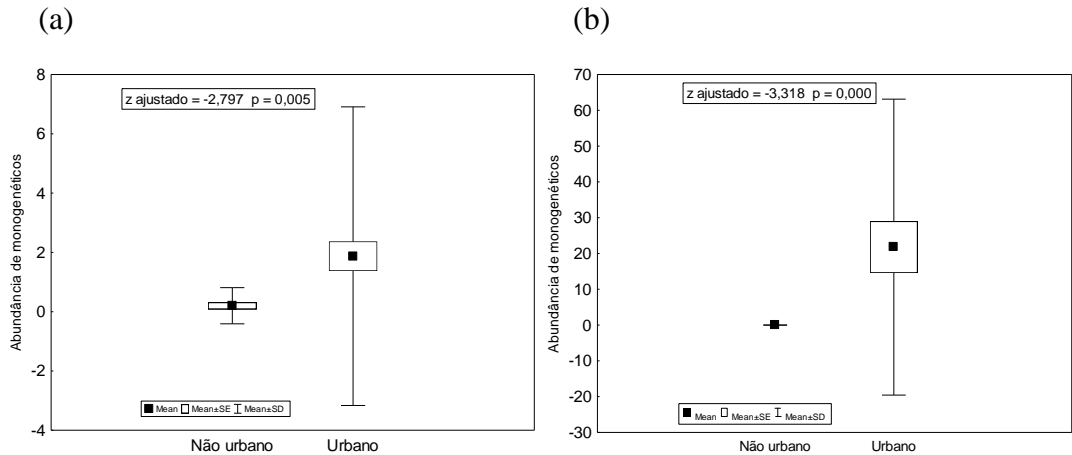 (a)
(b)
8
6
4
2
0
-2
-4
Abundância de monogenéticos
z ajustado = -2,797 p = 0,005
Mean Mean±SE Mean±SD
Não urbano Urbano
70
60
50
40
30
20
10
0
-10
-20
-30
Abundância de monogenéticos
z ajustado = -3,318 p = 0,000
Mean Mean±SE Mean±SD
Não urbano Urbano